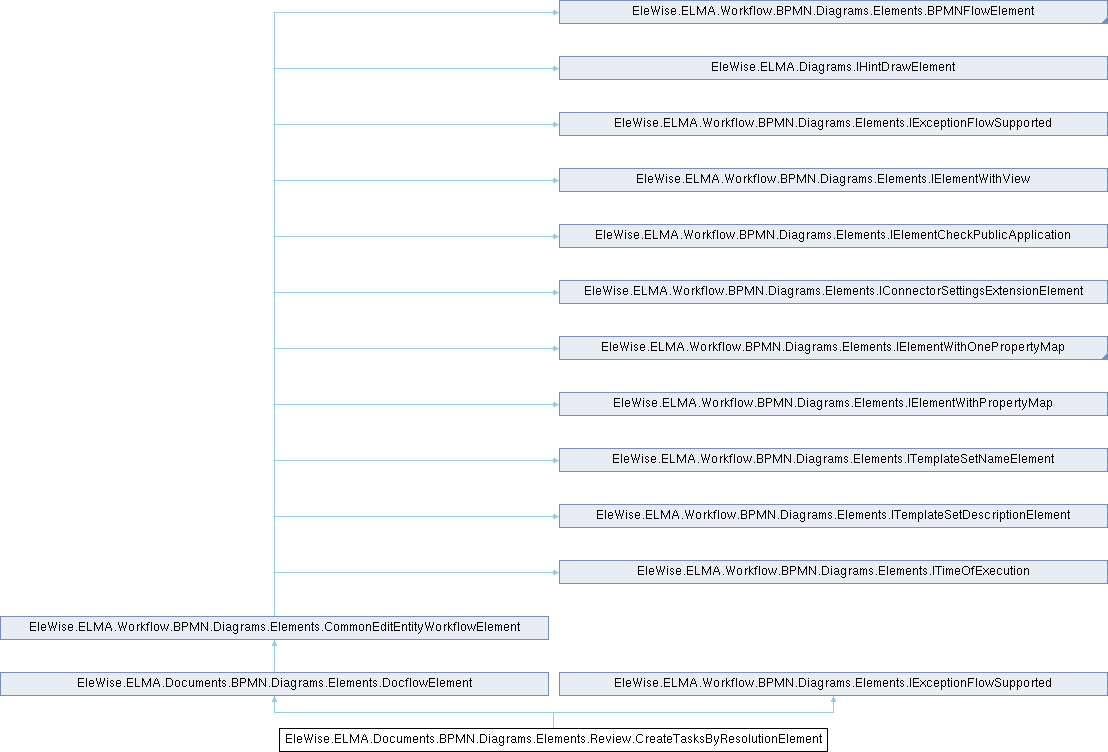 EleWise.ELMA.Workflow.BPMN.Diagrams.Elements.BPMNFlowElement
EleWise.ELMA.Diagrams.IHintDrawElement
EleWise.ELMA.Workflow.BPMN.Diagrams.Elements.IExceptionFlowSupported
EleWise.ELMA.Workflow.BPMN.Diagrams.Elements.IElementWithView
EleWise.ELMA.Workflow.BPMN.Diagrams.Elements.IElementCheckPublicApplication
EleWise.ELMA.Workflow.BPMN.Diagrams.Elements.IConnectorSettingsExtensionElement
EleWise.ELMA.Workflow.BPMN.Diagrams.Elements.IElementWithOnePropertyMap
EleWise.ELMA.Workflow.BPMN.Diagrams.Elements.IElementWithPropertyMap
EleWise.ELMA.Workflow.BPMN.Diagrams.Elements.ITemplateSetNameElement
EleWise.ELMA.Workflow.BPMN.Diagrams.Elements.ITemplateSetDescriptionElement
EleWise.ELMA.Workflow.BPMN.Diagrams.Elements.ITimeOfExecution
EleWise.ELMA.Workflow.BPMN.Diagrams.Elements.CommonEditEntityWorkflowElement
EleWise.ELMA.Documents.BPMN.Diagrams.Elements.DocflowElement
EleWise.ELMA.Workflow.BPMN.Diagrams.Elements.IExceptionFlowSupported
EleWise.ELMA.Documents.BPMN.Diagrams.Elements.Review.CreateTasksByResolutionElement